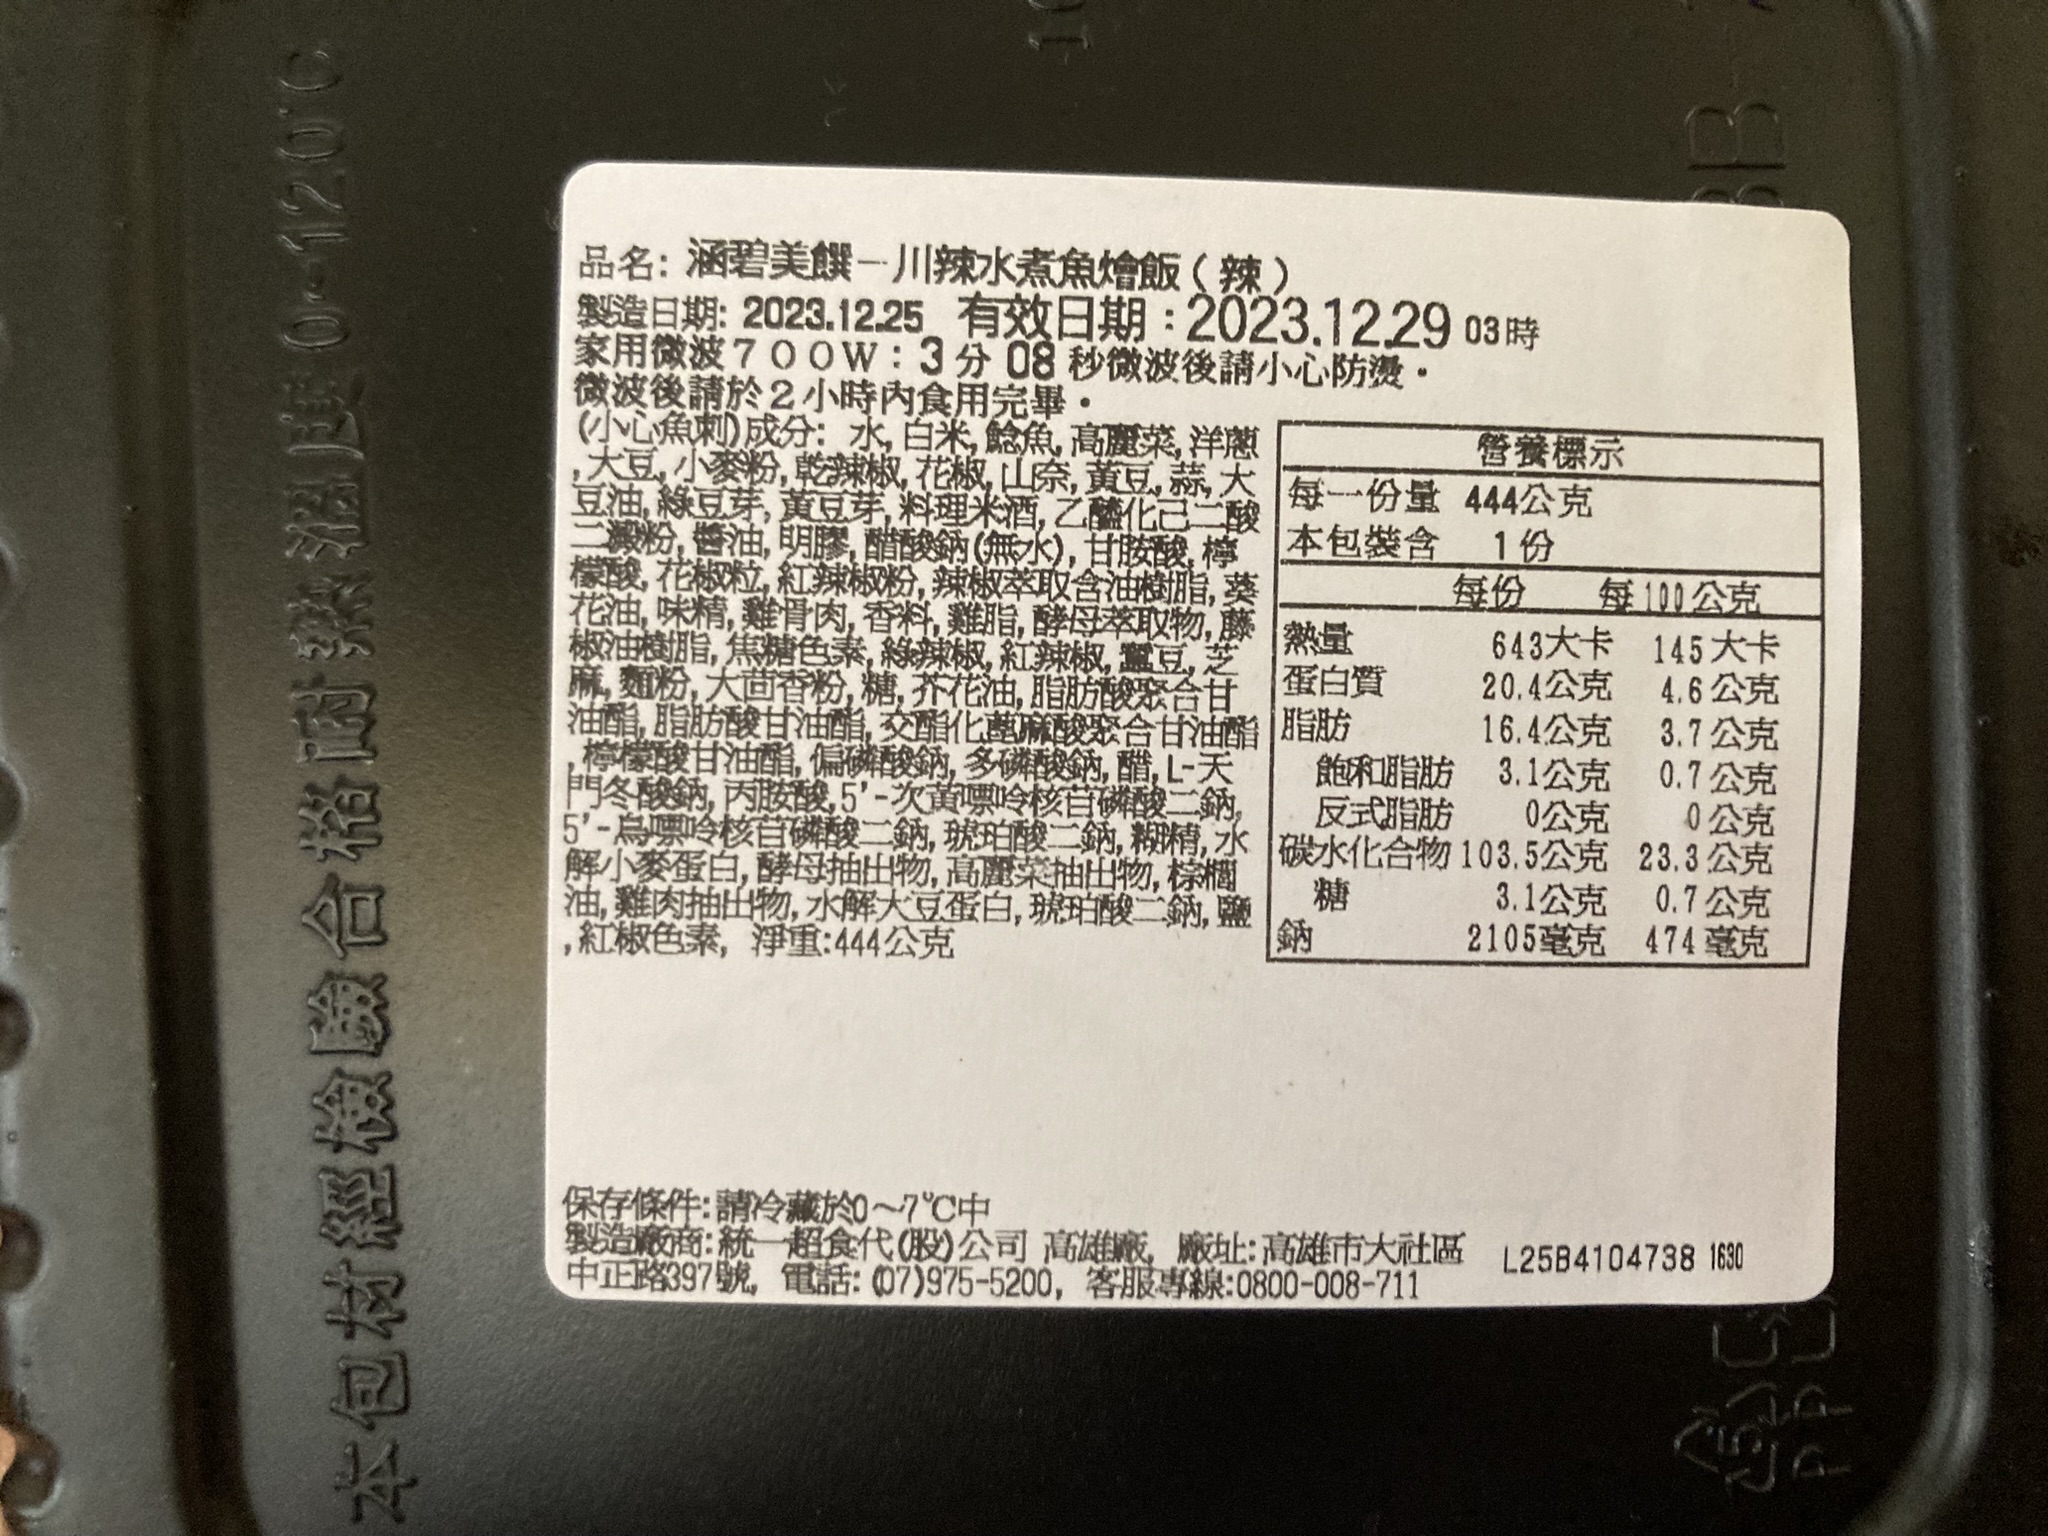 品名: 涵碧美饌－川辣水煮魚燴飯(辣)
製造日期: 2023.12.25 有效日期:2023.12.29 03時
家用微波700W:3分08秒微波後請小心防燙。
微波後請於2小時內食用完畢。
(小心魚刺)成分: 水,白米,鯰魚,高麗菜,洋蔥
,大豆,小麥粉,乾辣椒,花椒,山奈,黃豆,蒜,大
豆油,綠豆芽,黃豆芽,料理米酒,乙醯化己二酸
二澱粉,醬油,明膠,醋酸鈉(無水),甘胺酸,檸
檬酸,花椒粒,紅辣椒粉,辣椒萃取含油樹脂,葵
花油,味精,雞骨肉,香料,雞脂,酵母萃取物,藤
椒油樹脂,焦糖色素,綠辣椒,紅辣椒,蠶豆,芝
麻,麵粉,大茴香粉,糖,芥花油,脂肪酸聚合甘
油酯,脂肪酸甘油酯,交酯化蓖麻酸聚合甘油酯
,檸檬酸甘油酯,偏磷酸鈉,多磷酸鈉,醋,L-天
門冬酸鈉,丙胺酸,5'-次黃嘌呤核苷磷酸二鈉,
5'-鳥嘌呤核苷磷酸二鈉,琥珀酸二鈉,糊精,水
解小麥蛋白,酵母抽出物,高麗菜抽出物,棕櫚
油,雞肉抽出物,水解大豆蛋白,琥珀酸二鈉,鹽
,紅椒色素, 淨重:444公克
營養標示
每一份量 444公克
本包裝含 1份
每份 每100公克
熱量 643大卡 145大卡
蛋白質 20.4公克 4.6公克
脂肪 16.4公克 3.7公克
飽和脂肪 3.1公克 0.7公克
反式脂肪 0公克 0公克
碳水化合物 103.5公克 23.3公克
糖 3.1公克 0.7公克
鈉 2105毫克 474毫克
保存條件:請冷藏於0～7℃中
製造廠商:統一超食代(股)公司 高雄廠, 廠址:高雄市大社區
中正路397號, 電話:(07)975-5200, 客服專線:0800-008-711
L25B4104738 1630
本包材經檢驗合格耐熱溫度0~120℃